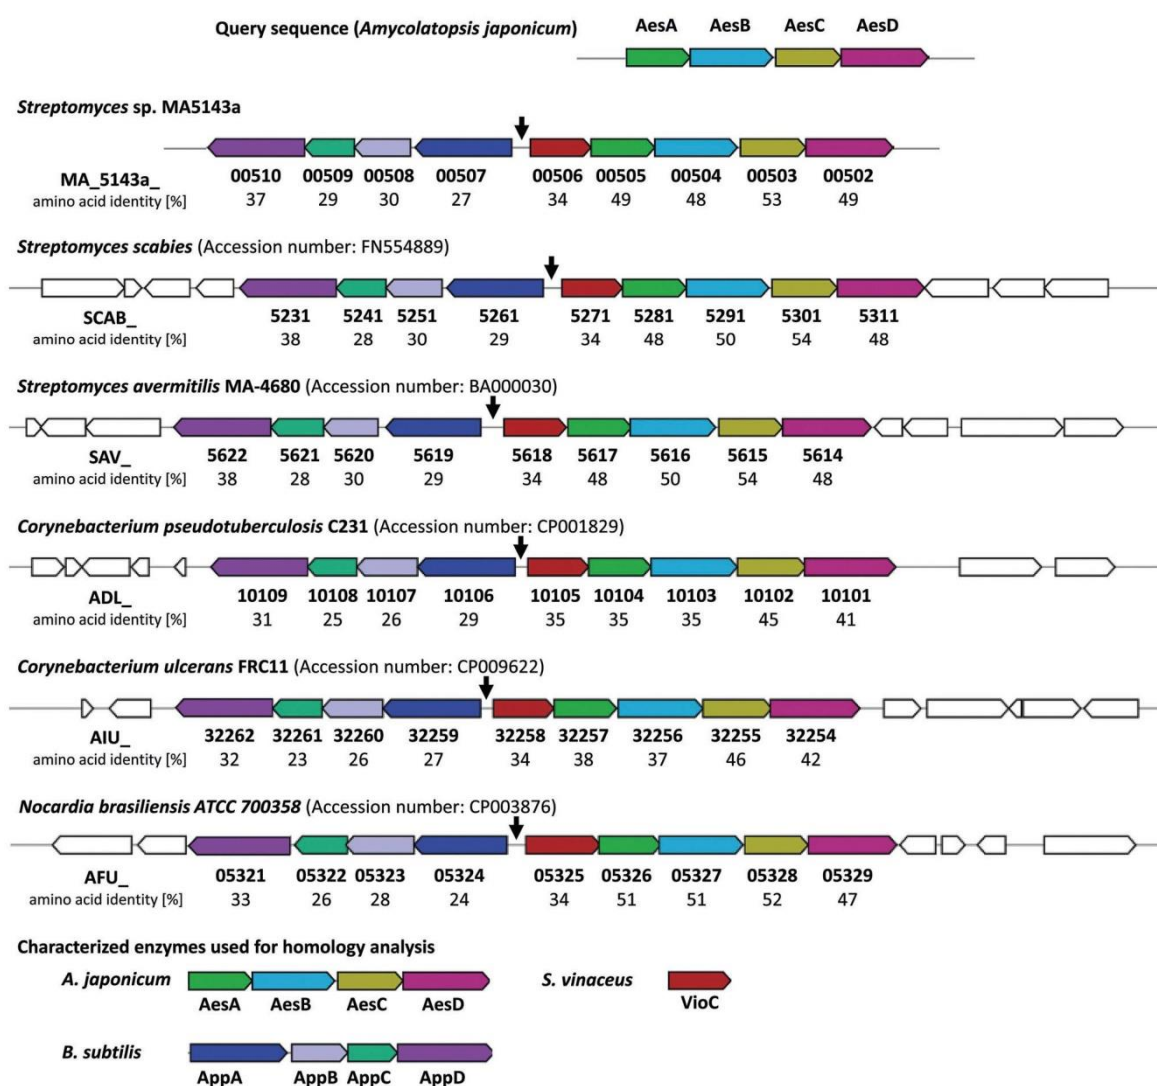 Query sequence (Amycolatopsis japonicum)
AesA AesB AesC AesD
Streptomyces sp. MA5143a
MA_5143a_ 00510 00509 00508 00507 00506 00505 00504 00503 00502
amino acid identity [%] 37 29 30 27 34 49 48 53 49
Streptomyces scabies (Accession number: FN554889)
SCAB_ 5231 5241 5251 5261 5271 5281 5291 5301 5311
amino acid identity [%] 38 28 30 29 34 48 50 54 48
Streptomyces avermitilis MA-4680 (Accession number: BA000030)
SAV_ 5622 5621 5620 5619 5618 5617 5616 5615 5614
amino acid identity [%] 38 28 30 29 34 48 50 54 48
Corynebacterium pseudotuberculosis C231 (Accession number: CP001829)
ADL_ 10109 10108 10107 10106 10105 10104 10103 10102 10101
amino acid identity [%] 31 25 26 29 35 35 35 45 41
Corynebacterium ulcerans FRC11 (Accession number: CP009622)
AIU_ 32262 32261 32260 32259 32258 32257 32256 32255 32254
amino acid identity [%] 32 23 26 27 34 38 37 46 42
Nocardia brasiliensis ATCC 700358 (Accession number: CP003876)
AFU_ 05321 05322 05323 05324 05325 05326 05327 05328 05329
amino acid identity [%] 33 26 28 24 34 51 51 52 47
Characterized enzymes used for homology analysis
A. japonicum S. vinaceus
AesA AesB AesC AesD VioC
B. subtilis
AppA AppB AppC AppD